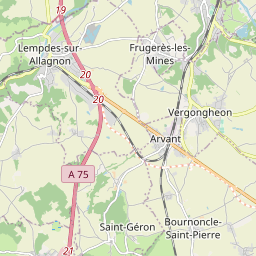 19
Lempdes-sur-
Allagnon
Frugerès-les-
Mines
20
20
Vergongheon
Arvant
A 75
Saint-Géron
Bournoncle-
Saint-Pierre
21